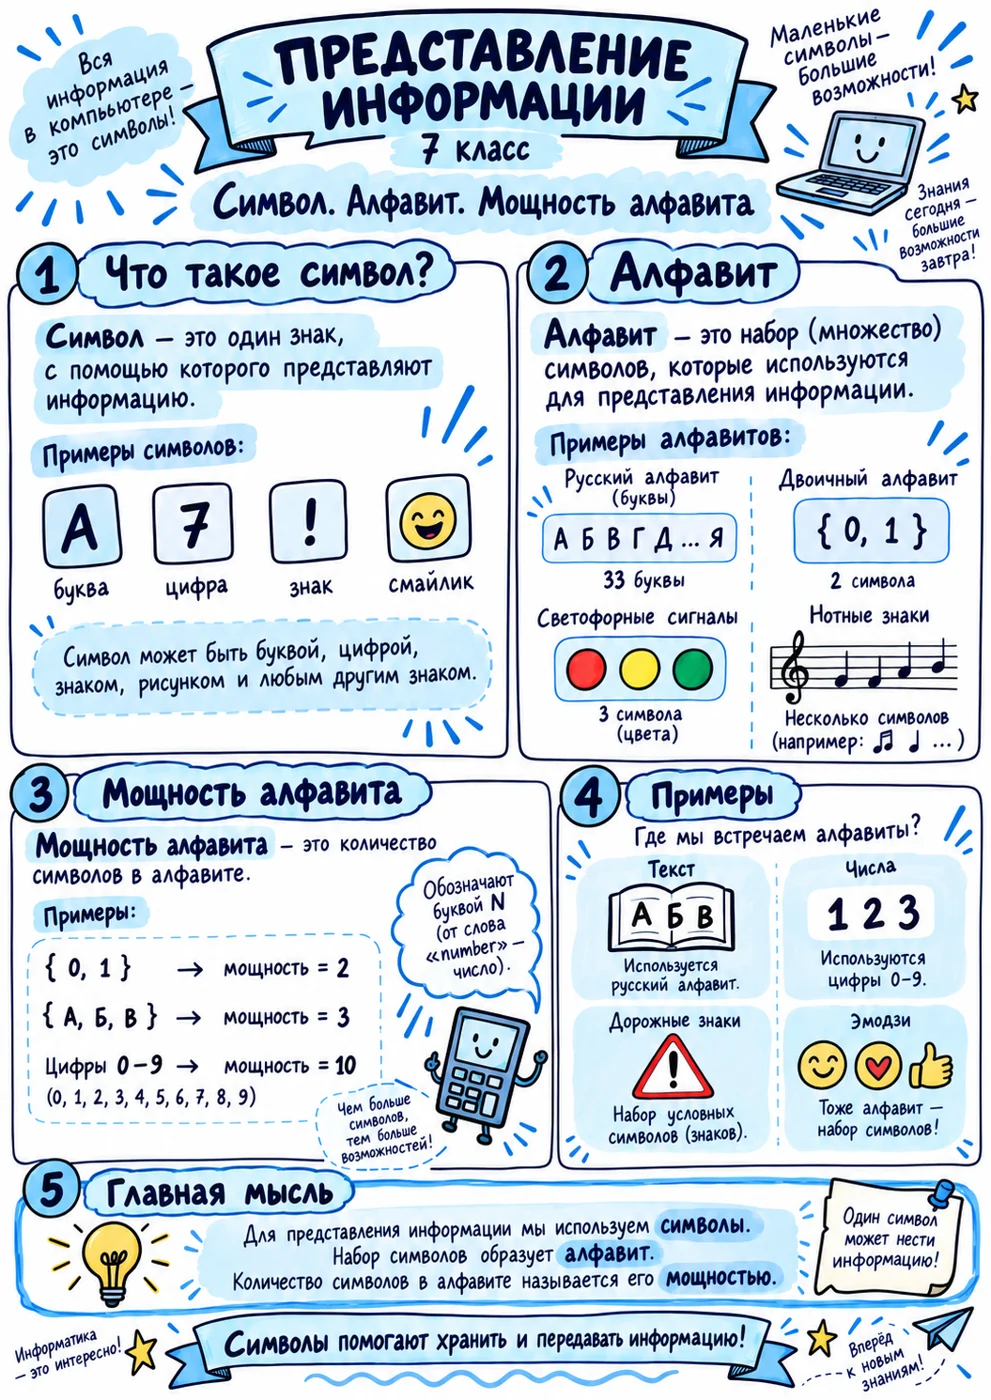 Вся
информация
в компьютере –
это символы!
ПРЕДСТАВЛЕНИЕ
ИНФОРМАЦИИ
7 класс
Маленькие
символы –
большие
возможности!
Символ. Алфавит. Мощность алфавита
Знания
сегодня –
большие
возможности
завтра!
1 Что такое символ?
Символ – это один знак,
с помощью которого представляют
информацию.
Примеры символов:
А 7 !
буква цифра знак смайлик
Символ может быть буквой, цифрой,
знаком, рисунком и любым другим знаком.
2 Алфавит
Алфавит – это набор (множество)
символов, которые используются
для представления информации.
Примеры алфавитов:
Русский алфавит
(буквы)
А Б В Г Д ... Я
33 буквы
Двоичный алфавит
{ 0, 1 }
2 символа
Светофорные сигналы
3 символа
(цвета)
Нотные знаки
Несколько символов
(например: ♫ ♩ ... )
3 Мощность алфавита
Мощность алфавита – это количество
символов в алфавите.
Примеры:
{ 0, 1 } → мощность = 2
{ А, Б, В } → мощность = 3
Цифры 0–9 → мощность = 10
(0, 1, 2, 3, 4, 5, 6, 7, 8, 9)
Обозначают
буквой N
(от слова
«number» –
число).
Чем больше
символов,
тем больше
возможностей!
4 Примеры
Где мы встречаем алфавиты?
Текст
А Б В
Используется
русский алфавит.
Числа
1 2 3
Используются
цифры 0–9.
Дорожные знаки
!
Набор условных
символов (знаков).
Эмодзи
Тоже алфавит –
набор символов!
5 Главная мысль
Для представления информации мы используем символы.
Набор символов образует алфавит.
Количество символов в алфавите называется его мощностью.
Один символ
может нести
информацию!
Информатика
– это интересно!
Символы помогают хранить и передавать информацию!
Вперёд
к новым
знаниям!